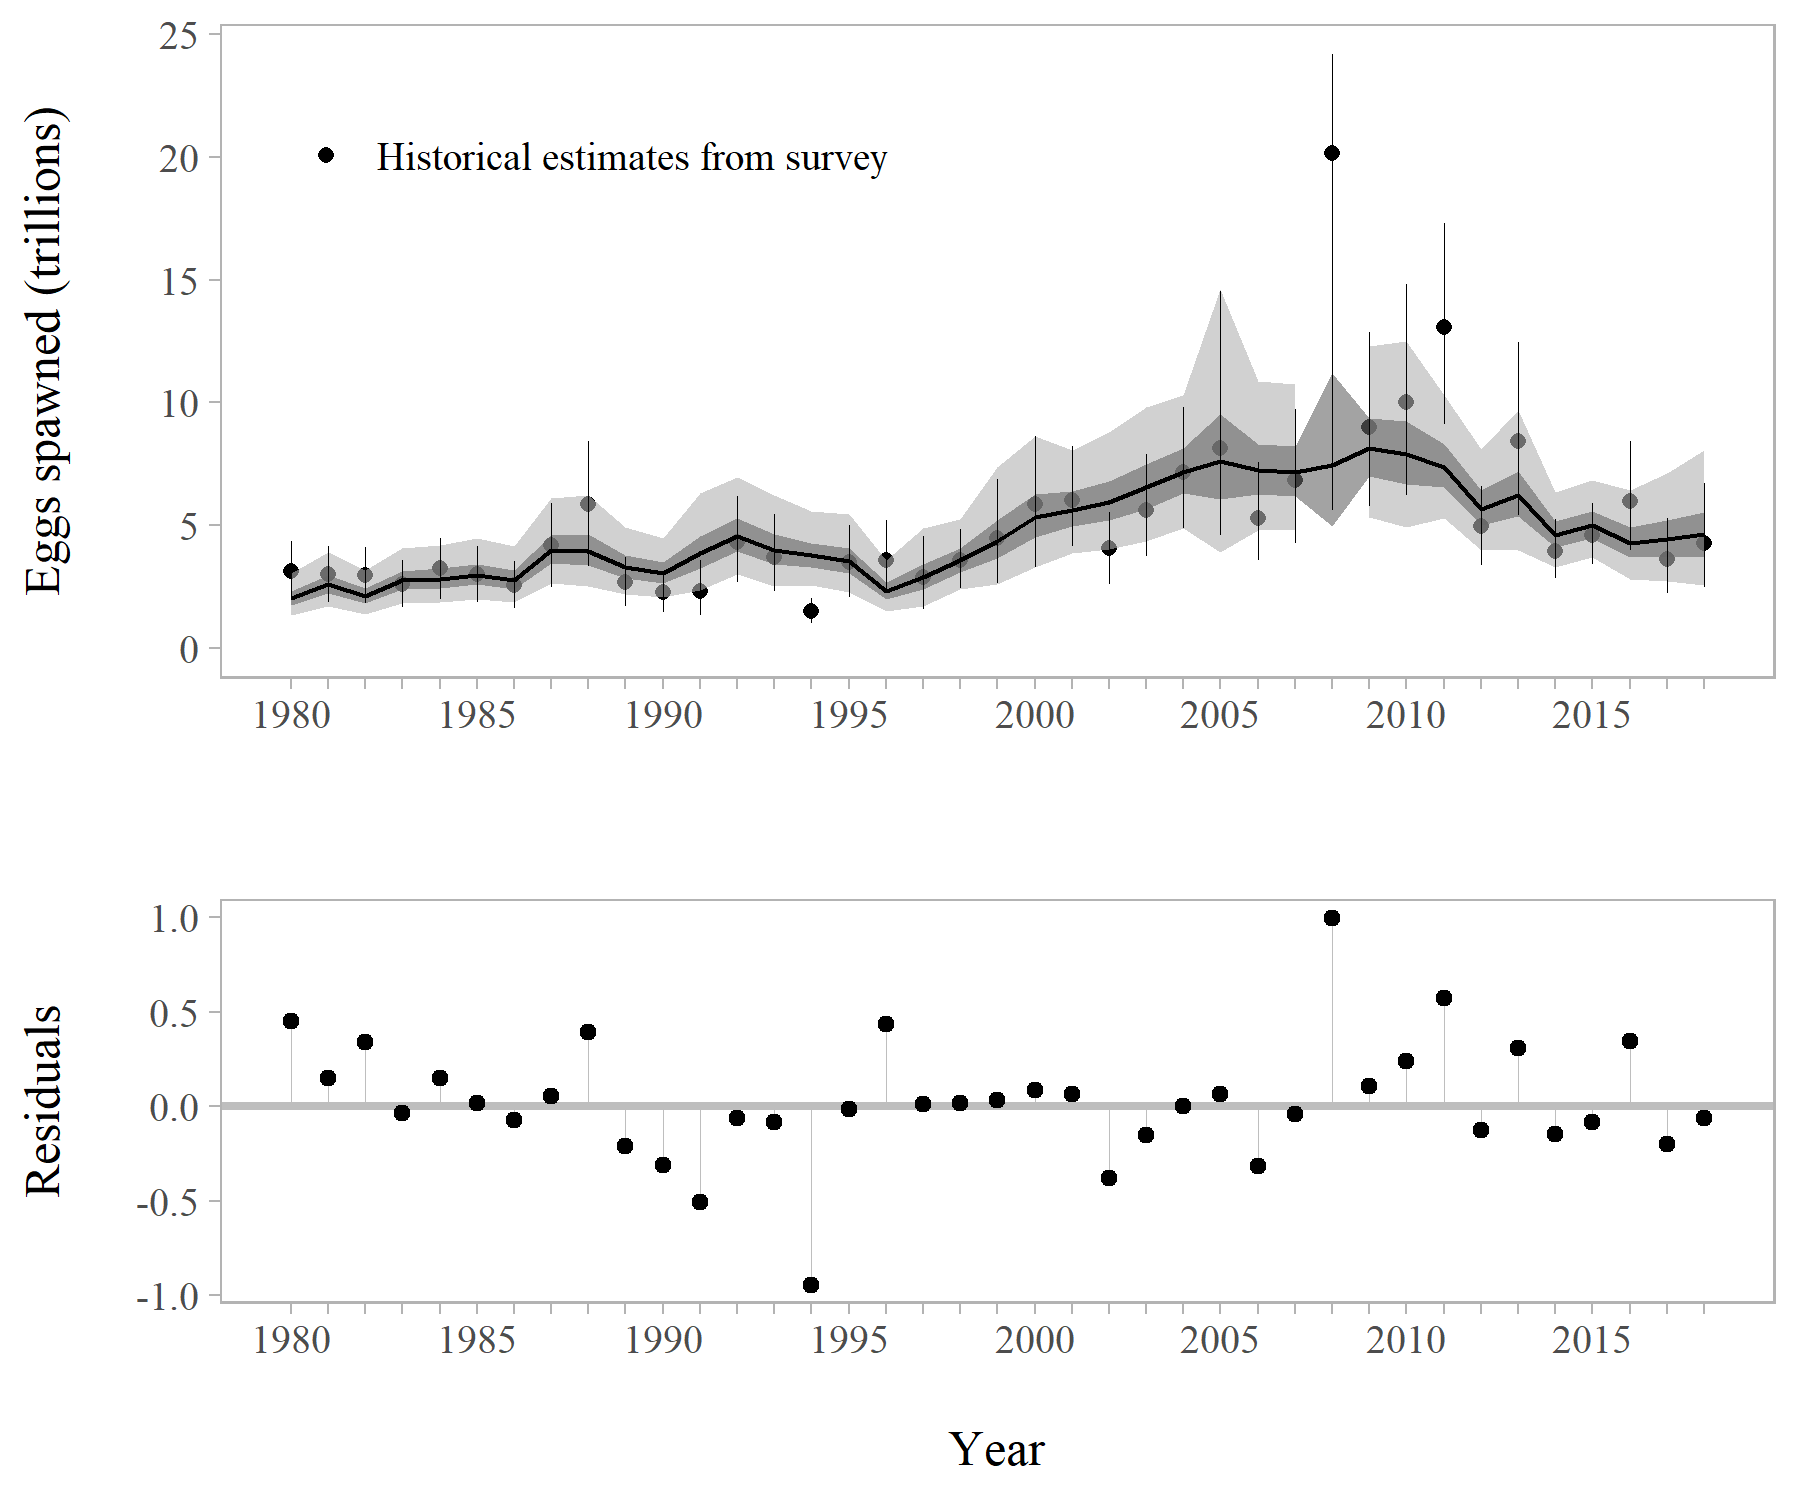 Eggs spawned (trillions)
25
20
15
10
5
0
Historical estimates from survey
1980 1985 1990 1995 2000 2005 2010 2015
Residuals
1.0
0.5
0.0
-0.5
-1.0
1980 1985 1990 1995 2000 2005 2010 2015
Year